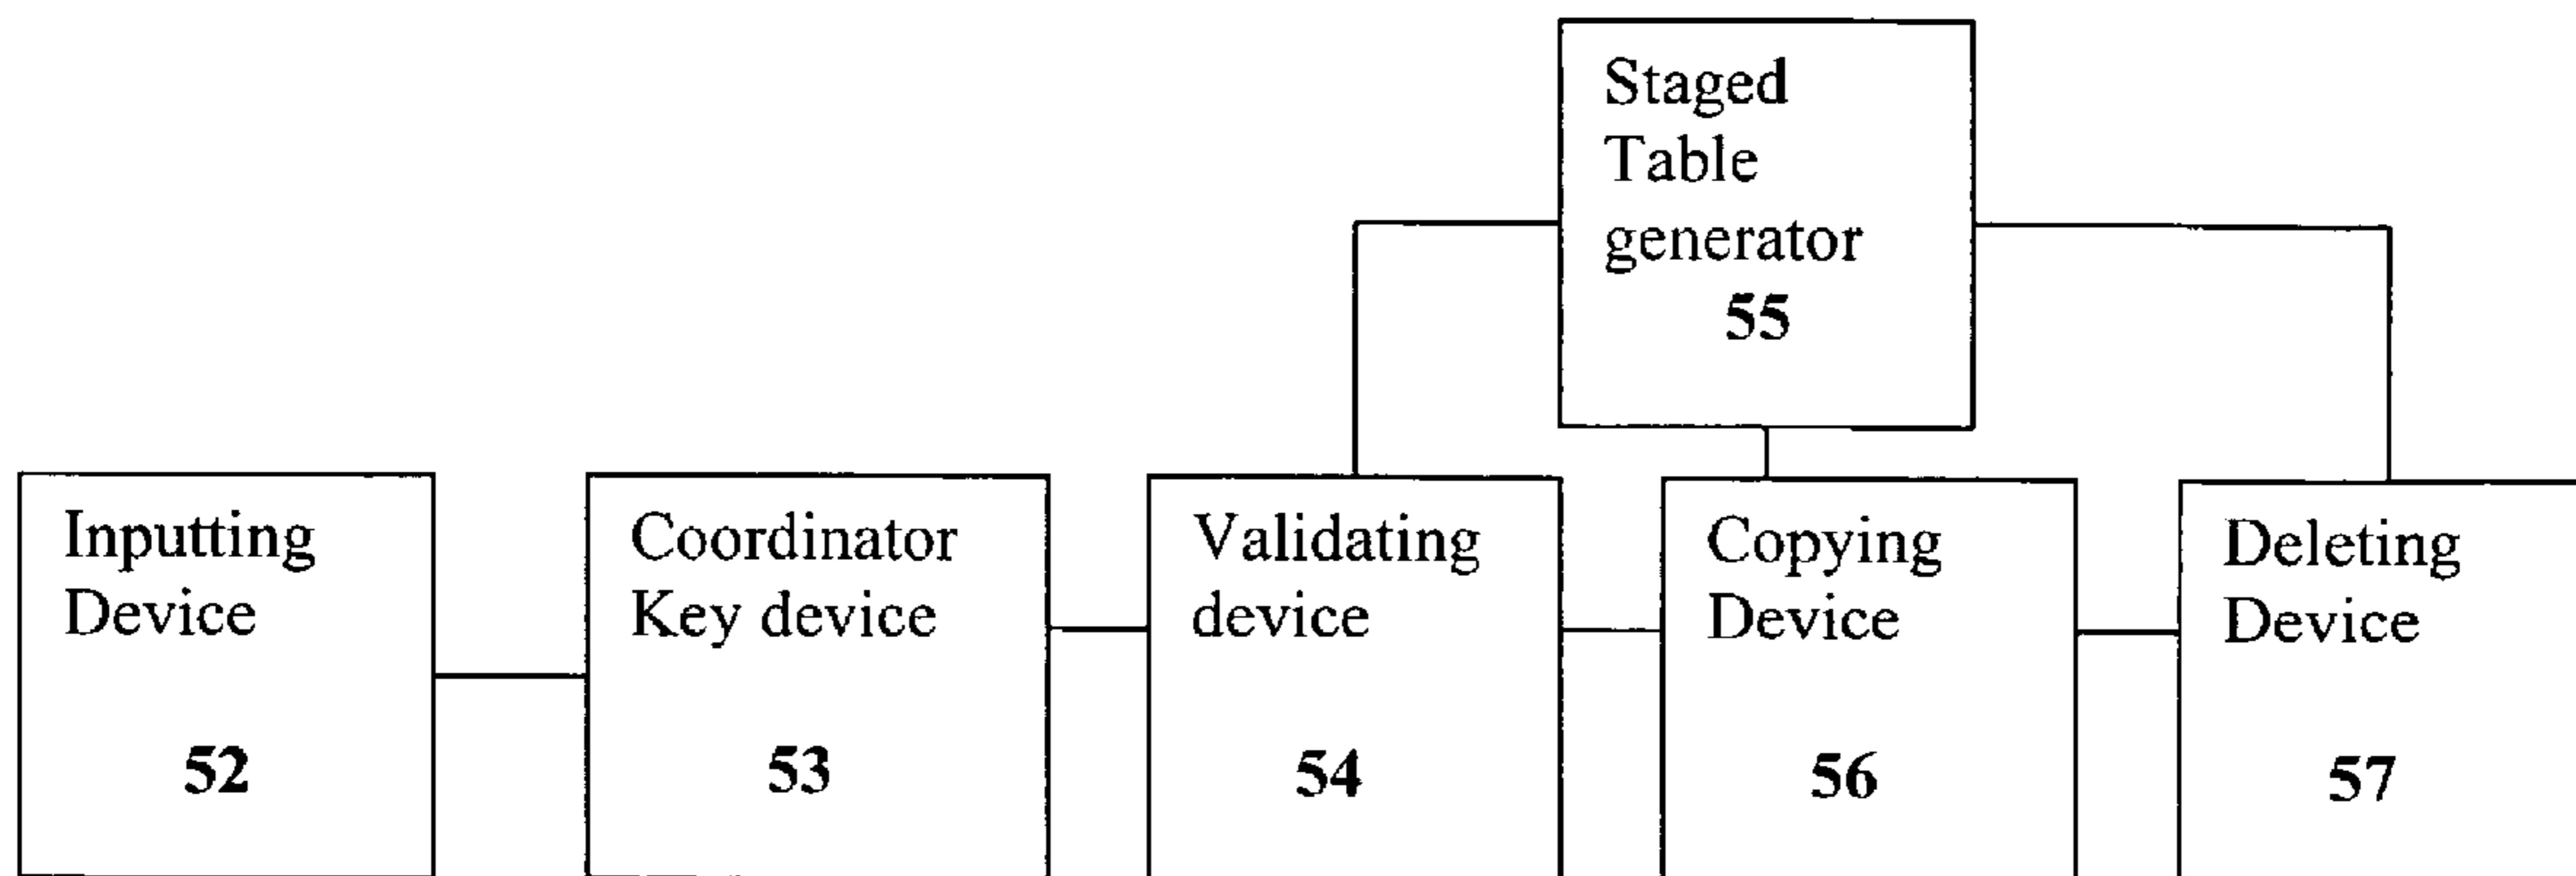 Staged
Table
generator
55
Inputting
Device
52
Coordinator
Key device
53
Validating
device
54
Copying
Device
56
Deleting
Device
57